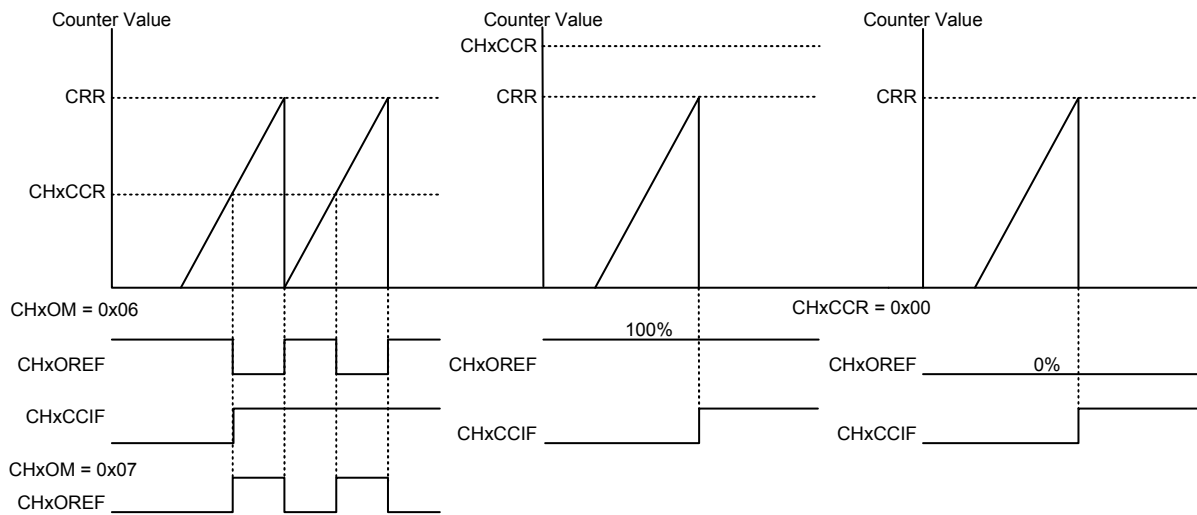 Counter Value
CRR
CHxCCR
CHxOM = 0x06
CHxOREF
CHxCCIF
CHxOM = 0x07
CHxOREF
Counter Value
CHxCCR
CRR
100%
CHxOREF
CHxCCIF
Counter Value
CRR
CHxCCR = 0x00
CHxOREF
0%
CHxCCIF